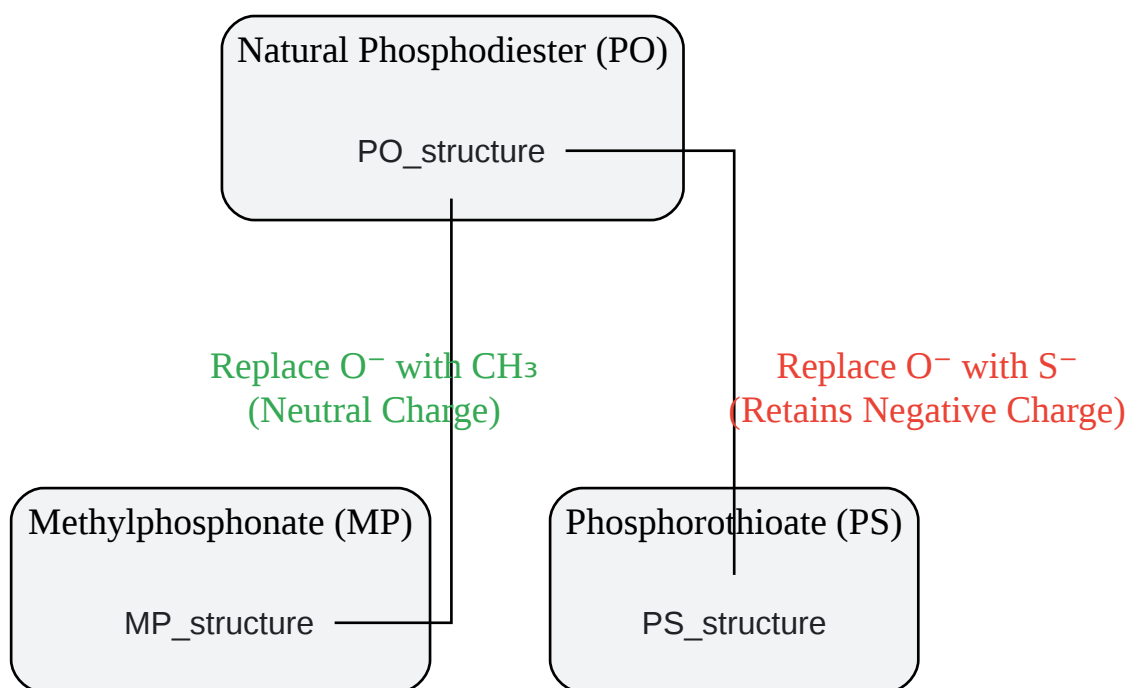 Natural Phosphodiester (PO)
PO_structure
Replace O⁻ with CH₃
(Neutral Charge)
Replace O⁻ with S⁻
(Retains Negative Charge)
Methylphosphonate (MP)
MP_structure
Phosphorothioate (PS)
PS_structure